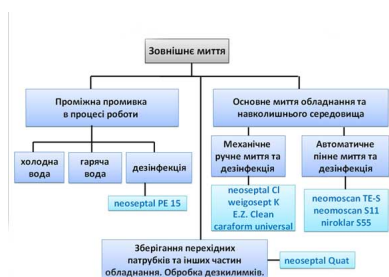 Зовнішнє миття
Проміжна промивка
в процесі роботи
Основне миття обладнання та
навколишнього середовища
холодна
вода
гаряча
вода
дезінфекція
neoseptal PE 15
Механічне
ручне миття та
дезінфекція
neoseptal Cl
weigosept K
E.Z. Clean
caraform universal
Автоматичне
пінне миття та
дезінфекція
neomoscan TE-S
neomoscan S11
niroklar S55
Зберігання перехідних
патрубків та інших частин
обладнання. Обробка дезкилимків.
neoseptal Quat